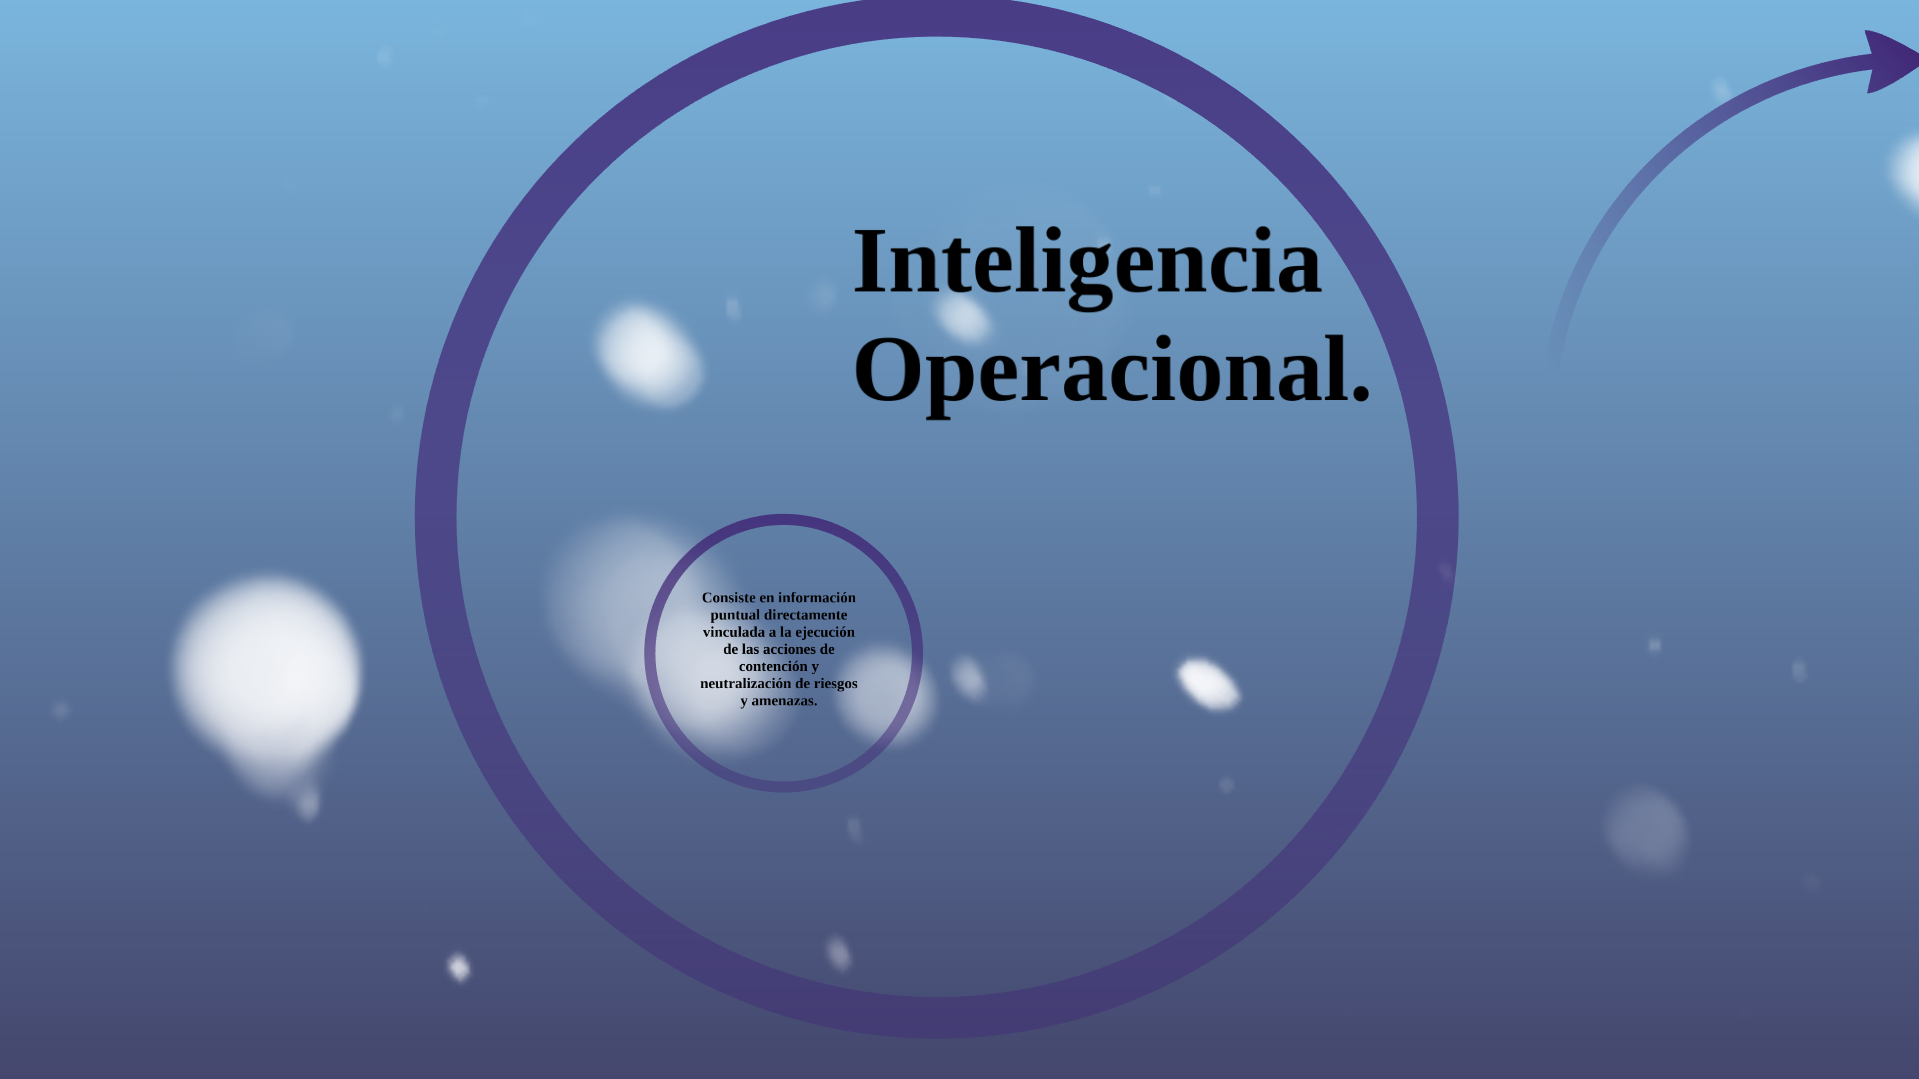 Inteligencia
Operacional.
Consiste en información
puntual directamente
vinculada a la ejecución
de las acciones de
contención y
neutralización de riesgos
y amenazas.